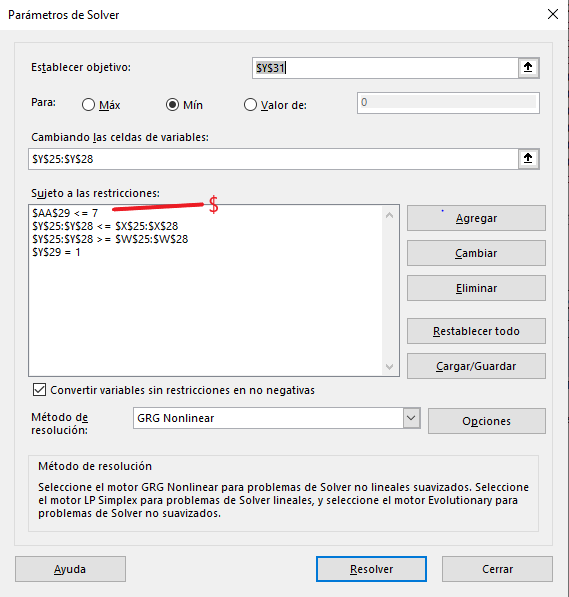 Parámetros de Solver
Establecer objetivo:
$Y$31
Para:
Máx
Mín
Valor de:
0
Cambiando las celdas de variables:
$Y$25:$Y$28
Sujeto a las restricciones:
$AA$29 <= 7
$
$Y$25:$Y$28 <= $X$25:$X$28
$Y$25:$Y$28 >= $W$25:$W$28
$Y$29 = 1
Agregar
Cambiar
Eliminar
Restablecer todo
Cargar/Guardar
Convertir variables sin restricciones en no negativas
Método de
resolución:
GRG Nonlinear
Opciones
Método de resolución
Seleccione el motor GRG Nonlinear para problemas de Solver no lineales suavizados. Seleccione
el motor LP Simplex para problemas de Solver lineales, y seleccione el motor Evolutionary para
problemas de Solver no suavizados.
Ayuda
Resolver
Cerrar